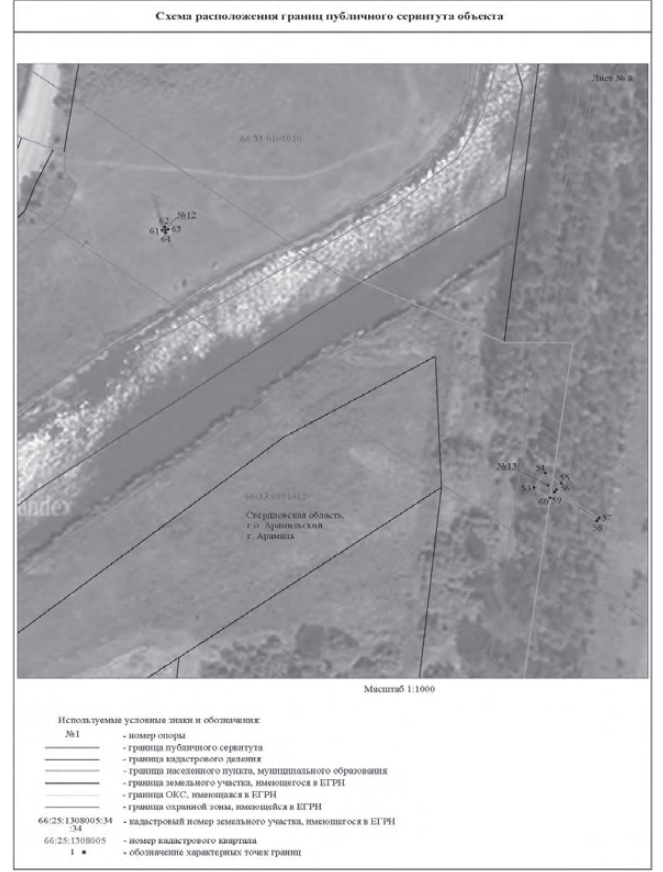 Схема расположения границ публичного сервитута объекта
Лист № 8
66:33:0101010
№12
62
61 63
64
№13
54
55
53 56
60 59
57
58
66:33:0101012
Свердловская область,
г.о. Арамильский,
г. Арамиль
andex
Масштаб 1:1000
Используемые условные знаки и обозначения:
№1 - номер опоры
- граница публичного сервитута
- граница кадастрового деления
- граница населенного пункта, муниципального образования
- граница земельного участка, имеющегося в ЕГРН
- граница ОКС, имеющаяся в ЕГРН
- граница охранной зоны, имеющейся в ЕГРН
66:25:1308005:34 - кадастровый номер земельного участка, имеющегося в ЕГРН
:34
66:25:1308005 - номер кадастрового квартала
1 - обозначение характерных точек границ